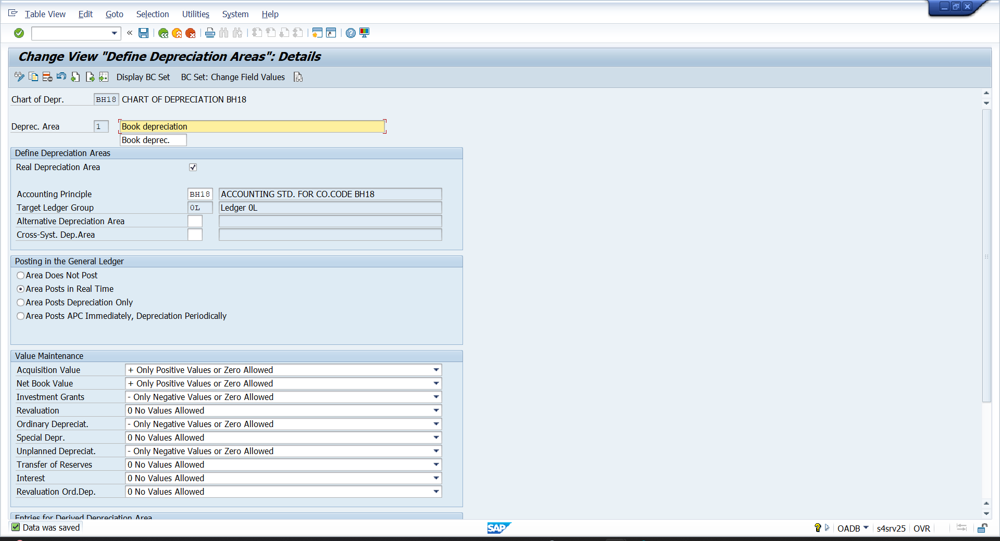 Table View Edit Goto Selection Utilities System Help
Change View "Define Depreciation Areas": Details
Display BC Set BC Set: Change Field Values
Chart of Depr. BH18 CHART OF DEPRECIATION BH18
Deprec. Area 1 Book depreciation
Book deprec.
Define Depreciation Areas
Real Depreciation Area
Accounting Principle BH18 ACCOUNTING STD. FOR CO.CODE BH18
Target Ledger Group 0L Ledger 0L
Alternative Depreciation Area
Cross-Syst. Dep.Area
Posting in the General Ledger
Area Does Not Post
Area Posts in Real Time
Area Posts Depreciation Only
Area Posts APC Immediately, Depreciation Periodically
Value Maintenance
Acquisition Value + Only Positive Values or Zero Allowed
Net Book Value + Only Positive Values or Zero Allowed
Investment Grants - Only Negative Values or Zero Allowed
Revaluation 0 No Values Allowed
Ordinary Depreciat. - Only Negative Values or Zero Allowed
Special Depr. 0 No Values Allowed
Unplanned Depreciat. - Only Negative Values or Zero Allowed
Transfer of Reserves 0 No Values Allowed
Interest 0 No Values Allowed
Revaluation Ord.Dep. 0 No Values Allowed
Entries for Derived Depreciation Area
Data was saved SAP OADB s4srv25 OVR